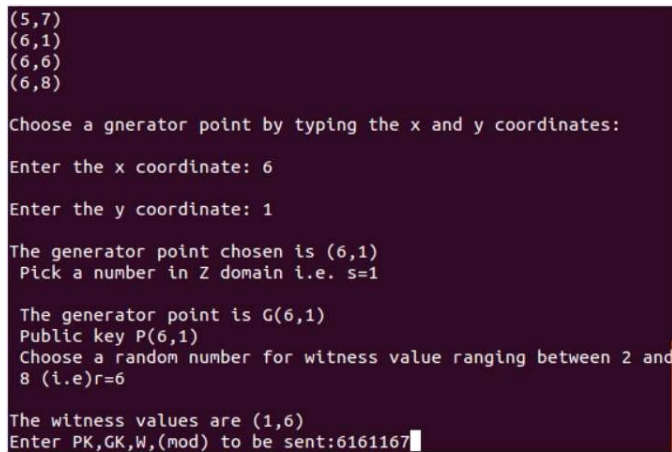 (5,7)
(6,1)
(6,6)
(6,8)
Choose a gnerator point by typing the x and y coordinates:
Enter the x coordinate: 6
Enter the y coordinate: 1
The generator point chosen is (6,1)
Pick a number in Z domain i.e. s=1
The generator point is G(6,1)
Public key P(6,1)
Choose a random number for witness value ranging between 2 and
8 (i.e)r=6
The witness values are (1,6)
Enter PK,GK,W,(mod) to be sent:6161167